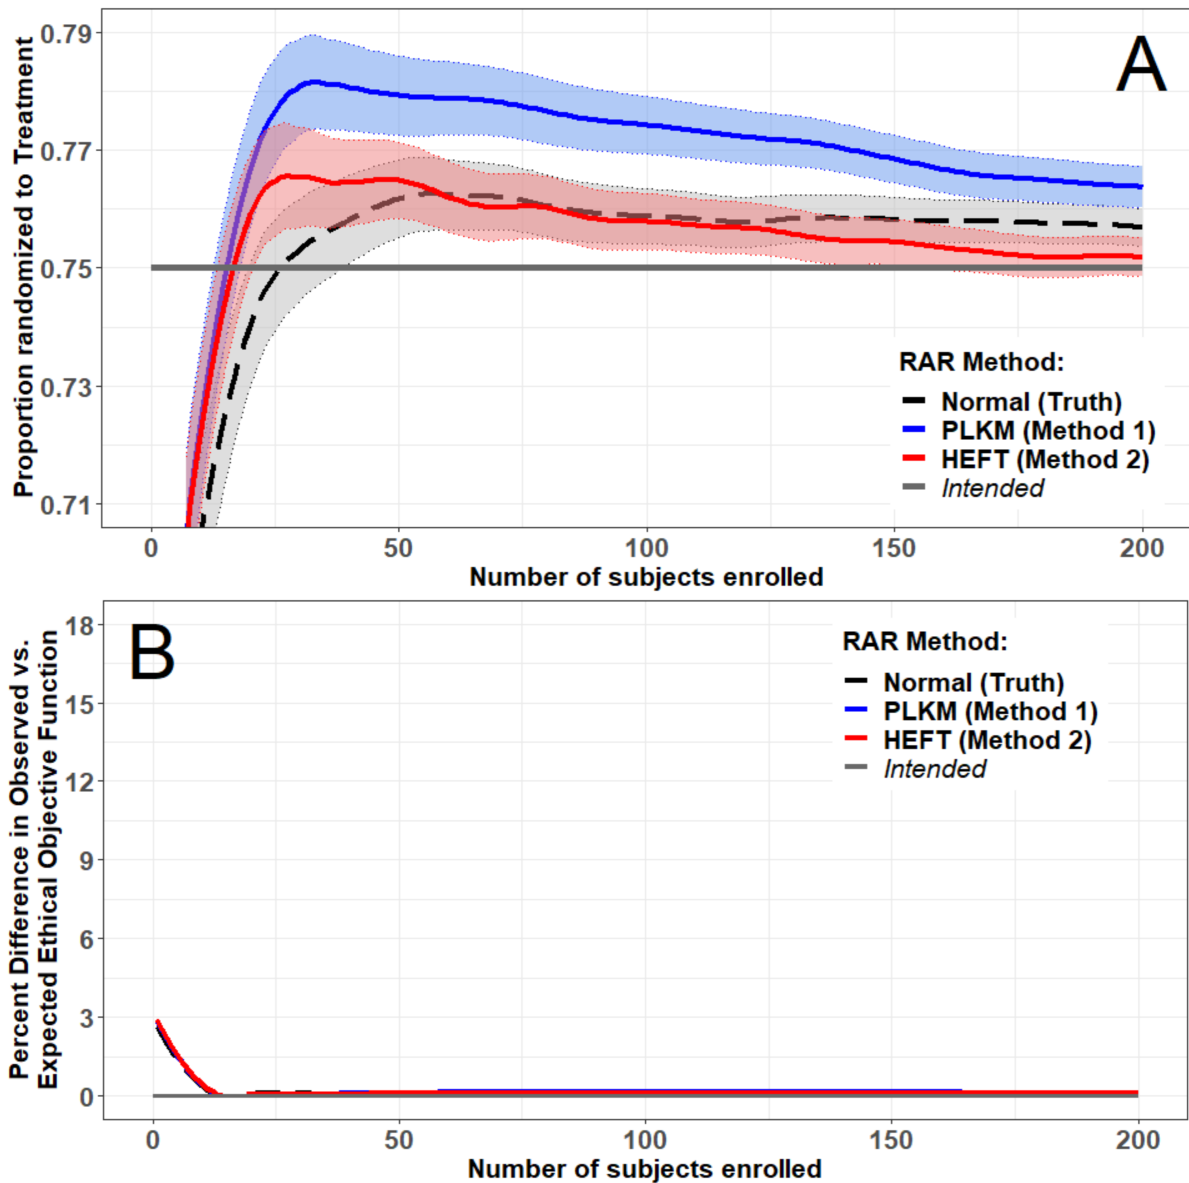 A
Proportion randomized to Treatment
0.79
0.77
0.75
0.73
0.71
RAR Method:
Normal (Truth)
PLKM (Method 1)
HEFT (Method 2)
Intended
0 50 100 150 200
Number of subjects enrolled
B
Percent Difference in Observed vs.
Expected Ethical Objective Function
18
15
12
9
6
3
0
RAR Method:
Normal (Truth)
PLKM (Method 1)
HEFT (Method 2)
Intended
0 50 100 150 200
Number of subjects enrolled